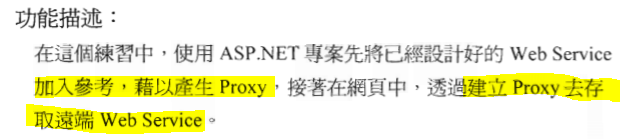 功能描述：
在這個練習中，使用 ASP.NET 專案先將已經設計好的 Web Service
加入參考，藉以產生 Proxy，接著在網頁中，透過建立 Proxy 去存
取遠端 Web Service。